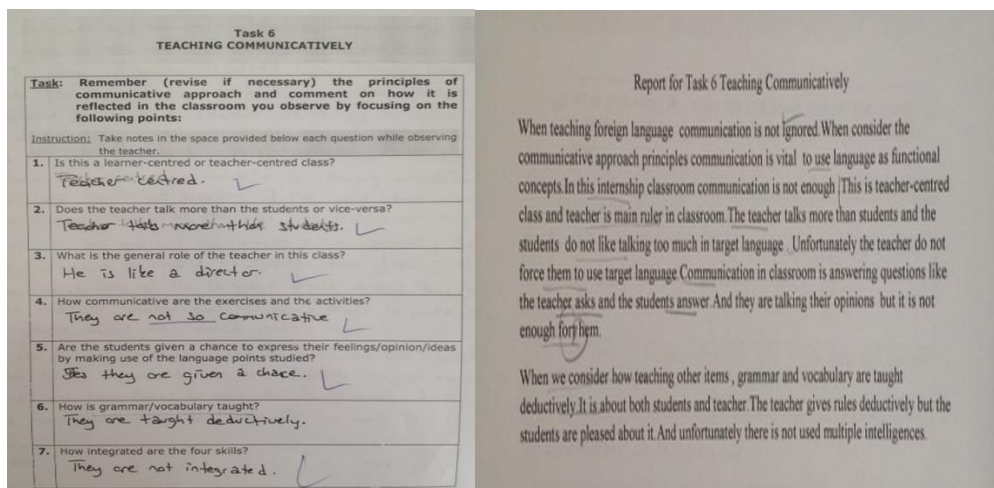 Task 6
TEACHING COMMUNICATIVELY
Task: Remember (revise if necessary) the principles of
communicative approach and comment on how it is
reflected in the classroom you observe by focusing on the
following points:
Instruction: Take notes in the space provided below each question while observing
the teacher.
1. Is this a learner-centred or teacher-centred class?
Teacher centred.
2. Does the teacher talk more than the students or vice-versa?
Teacher talks more than students.
3. What is the general role of the teacher in this class?
He is like a director.
4. How communicative are the exercises and the activities?
They are not so communicative
5. Are the students given a chance to express their feelings/opinion/ideas
by making use of the language points studied?
Yes they are given a chace.
6. How is grammar/vocabulary taught?
They are taught deductively.
7. How integrated are the four skills?
They are not integrated.
Report for Task 6 Teaching Communicatively
When teaching foreign language communication is not ignored.When consider the
communicative approach principles communication is vital to use language as functional
concepts.In this internship classroom communication is not enough.This is teacher-centred
class and teacher is main ruler in classroom.The teacher talks more than students and the
students do not like talking too much in target language . Unfortunately the teacher do not
force them to use target language.Communication in classroom is answering questions like
the teacher asks and the students answer.And they are talking their opinions but it is not
enough fort hem.
When we consider how teaching other items , grammar and vocabulary are taught
deductively.It is about both students and teacher.The teacher gives rules deductively but the
students are pleased about it.And unfortunately there is not used multiple intelligences.